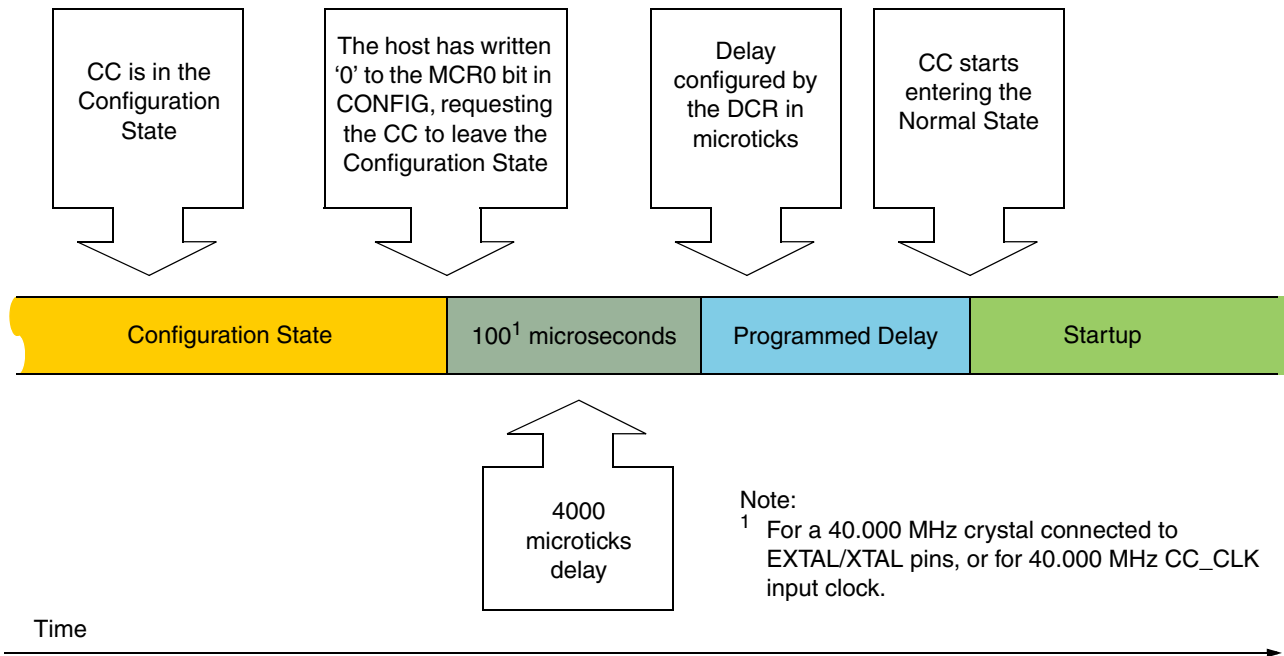 CC is in the
Configuration
State
The host has written
‘0’ to the MCR0 bit in
CONFIG, requesting
the CC to leave the
Configuration State
Delay
configured by
the DCR in
microticks
CC starts
entering the
Normal State
Configuration State
100¹ microseconds
Programmed Delay
Startup
4000
microticks
delay
Note:
1 For a 40.000 MHz crystal connected to
EXTAL/XTAL pins, or for 40.000 MHz CC_CLK
input clock.
Time